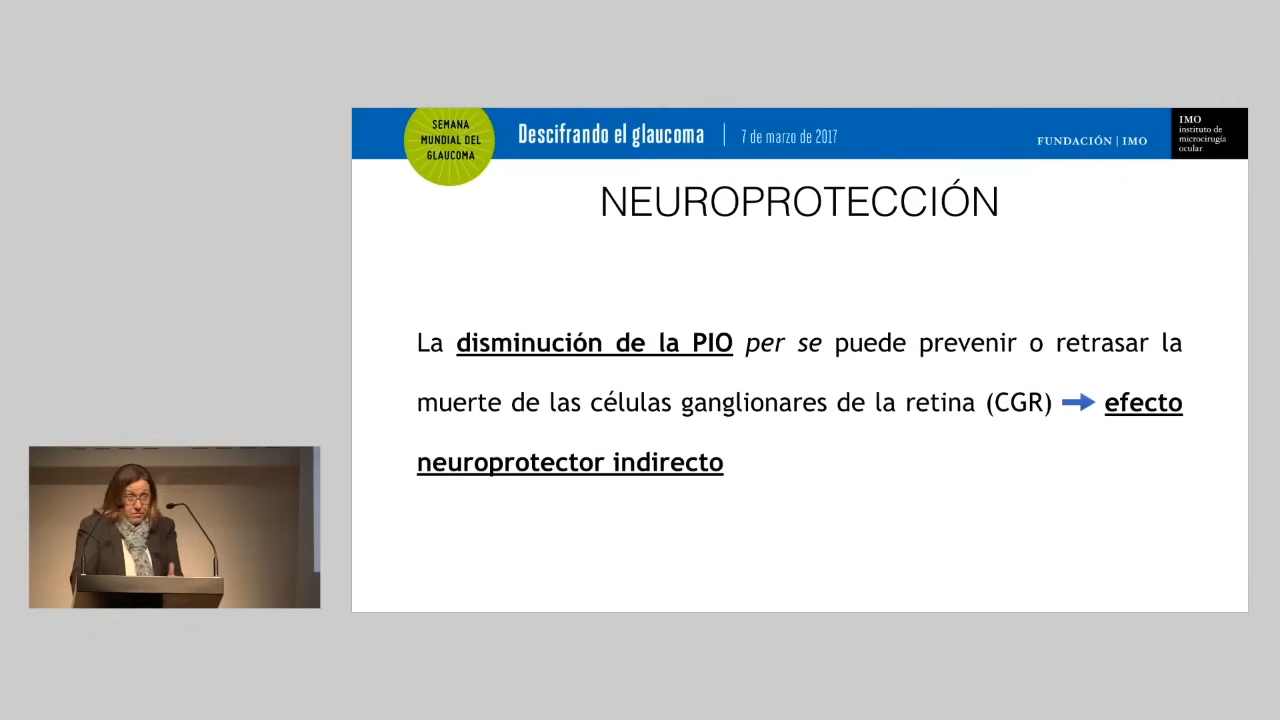 SEMANA
MUNDIAL DEL
GLAUCOMA
Descifrando el glaucoma | 7 de marzo de 2017
FUNDACIÓN | IMO
IMO
instituto de
microcirugía
ocular
NEUROPROTECCIÓN
La disminución de la PIO per se puede prevenir o retrasar la
muerte de las células ganglionares de la retina (CGR) → efecto
neuroprotector indirecto